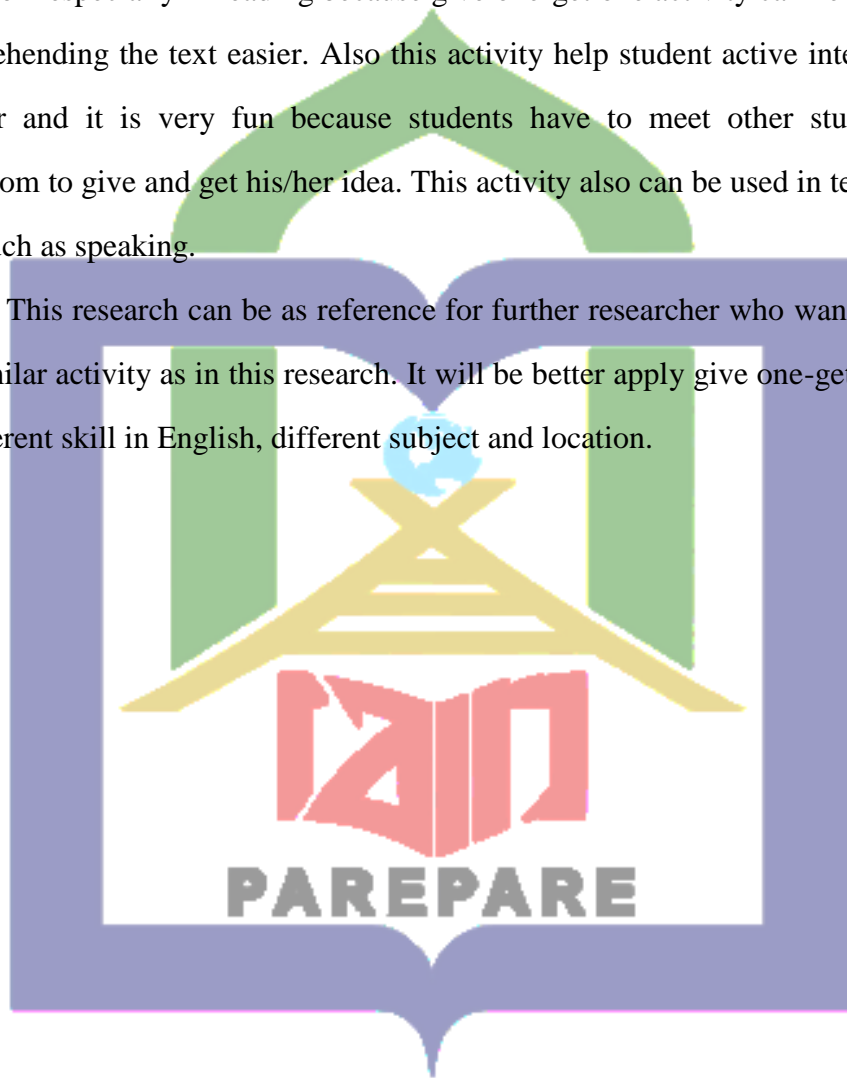 especially in reading because give one get one activity can
ehending the text easier. Also this activity help student active inte
r and it is very fun because students have to meet other stu
om to give and get his/her idea. This activity also can be used in te
uch as speaking.
This research can be as reference for further researcher who wan
ilar activity as in this research. It will be better apply give one-get
erent skill in English, different subject and location.
iain
PAREPARE